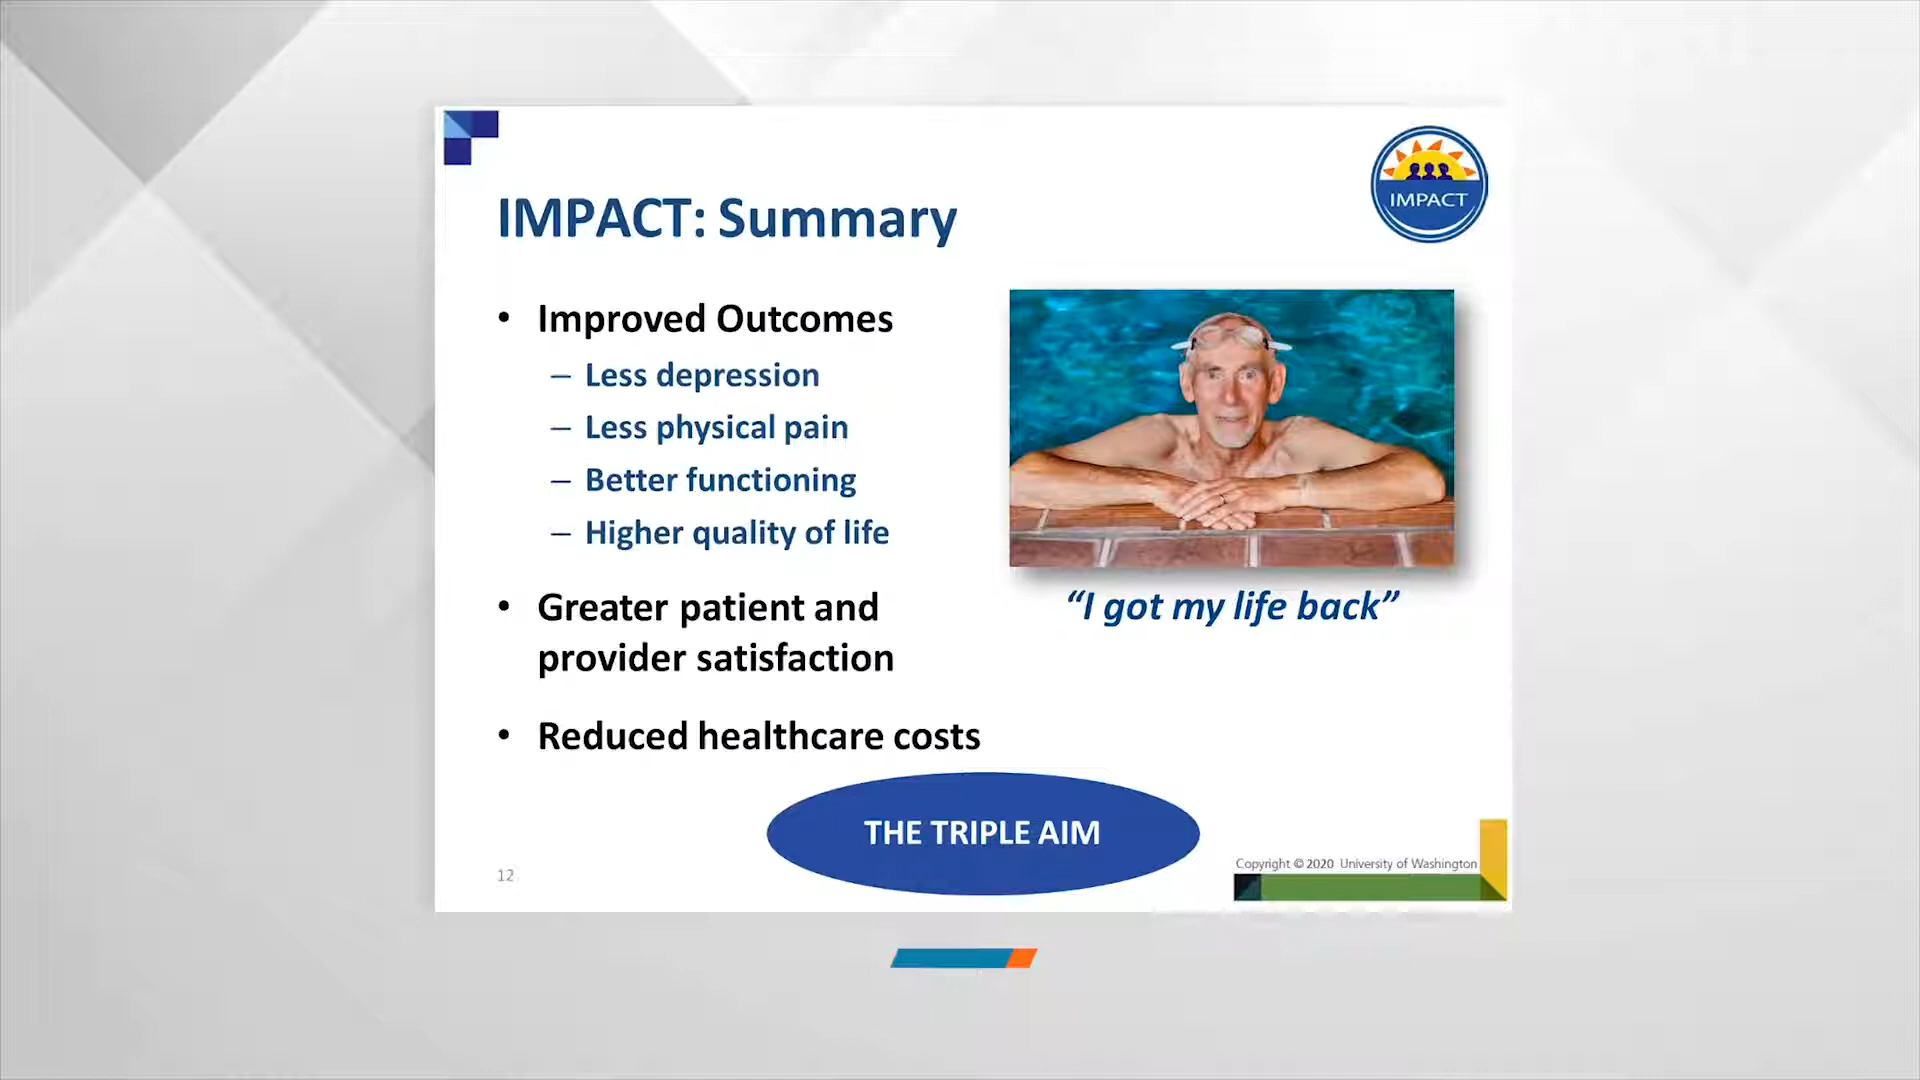 IMPACT
IMPACT: Summary
• Improved Outcomes
– Less depression
– Less physical pain
– Better functioning
– Higher quality of life
• Greater patient and
provider satisfaction
• Reduced healthcare costs
“I got my life back”
THE TRIPLE AIM
12
Copyright © 2020 University of Washington